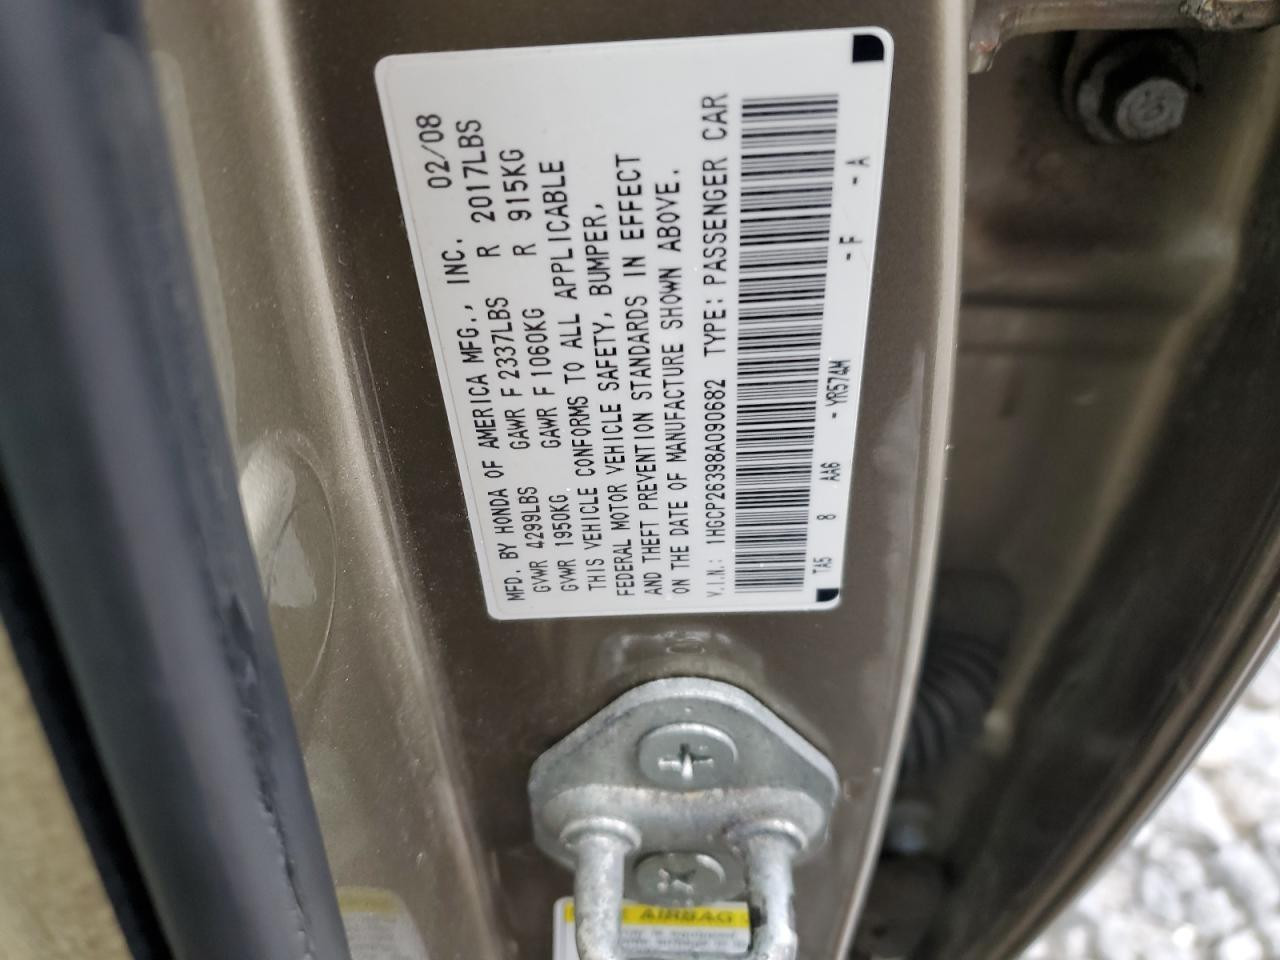 MFD. BY HONDA OF AMERICA MFG., INC. 02/08
GVWR 4299LBS GAWR F 2337LBS R 2017LBS
GVWR 1950KG GAWR F 1060KG R 915KG
THIS VEHICLE CONFORMS TO ALL APPLICABLE
FEDERAL MOTOR VEHICLE SAFETY, BUMPER,
AND THEFT PREVENTION STANDARDS IN EFFECT
ON THE DATE OF MANUFACTURE SHOWN ABOVE.
V.I.N.: 1HGCP26398A090682 TYPE: PASSENGER CAR
TA5 8 AA6 - YR574M - F - A
AIRBAG